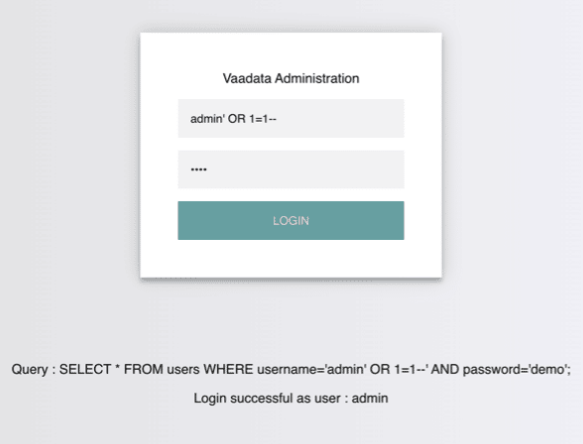 Vaadata Administration
admin' OR 1=1--
••••
LOGIN
Query : SELECT * FROM users WHERE username='admin' OR 1=1--' AND password='demo';
Login successful as user : admin